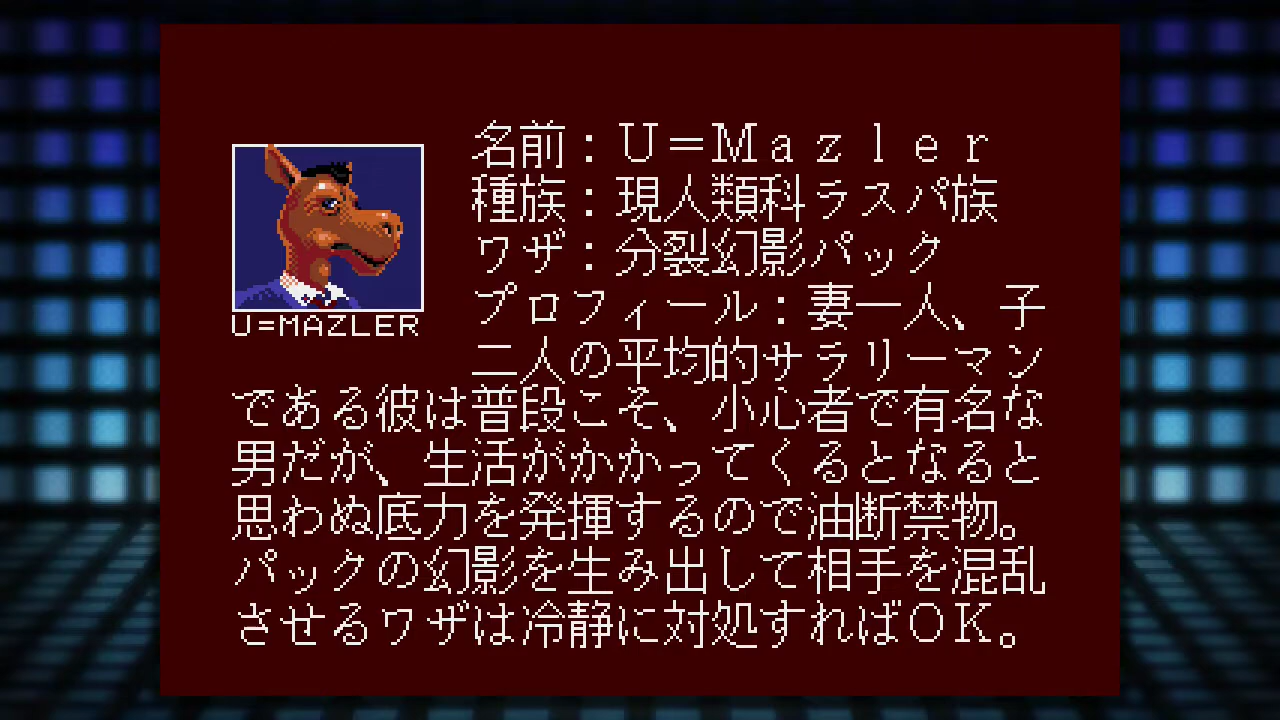 名前：Ｕ＝Ｍａｚｌｅｒ
種族：現人類科ラスパ族
ワザ：分裂幻影パック
プロフィール：妻一人、子
二人の平均的サラリーマン
U=MAZLER
である彼は普段こそ、小心者で有名な
男だが、生活がかかってくるとなると
思わぬ底力を発揮するので油断禁物。
パックの幻影を生み出して相手を混乱
させるワザは冷静に対処すればＯＫ。